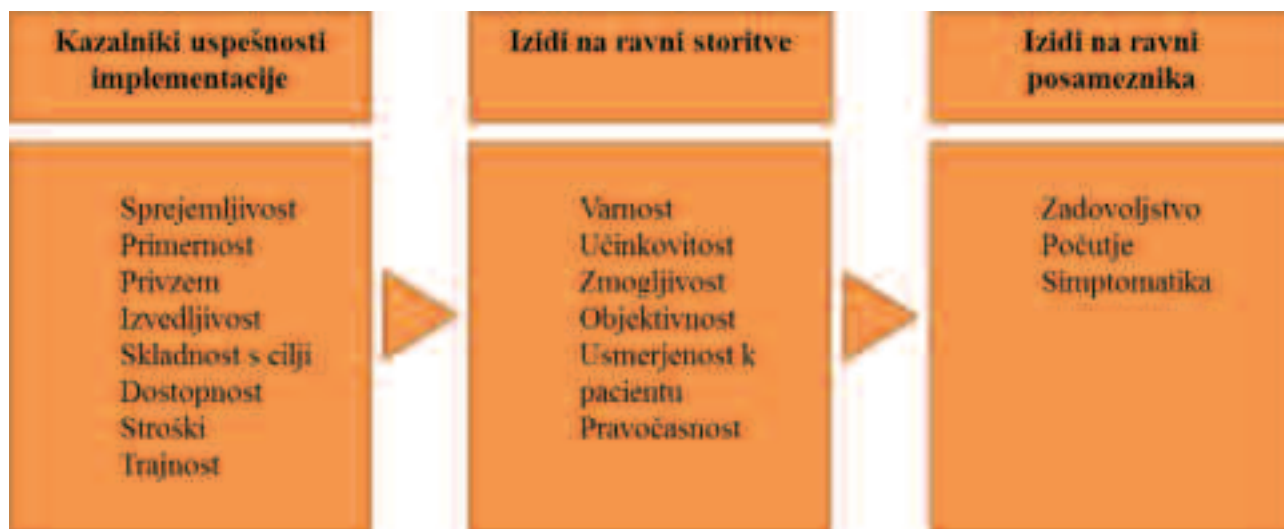 Kazalniki uspešnosti
implementacije
Izidi na ravni storitve
Izidi na ravni
posameznika
Sprejemljivost
Primernost
Privzem
Izvedljivost
Skladnost s cilji
Dostopnost
Stroški
Trajnost
Varnost
Učinkovitost
Zmogljivost
Objektivnost
Usmerjenost k
pacientu
Pravočasnost
Zadovoljstvo
Počutje
Simptomatika